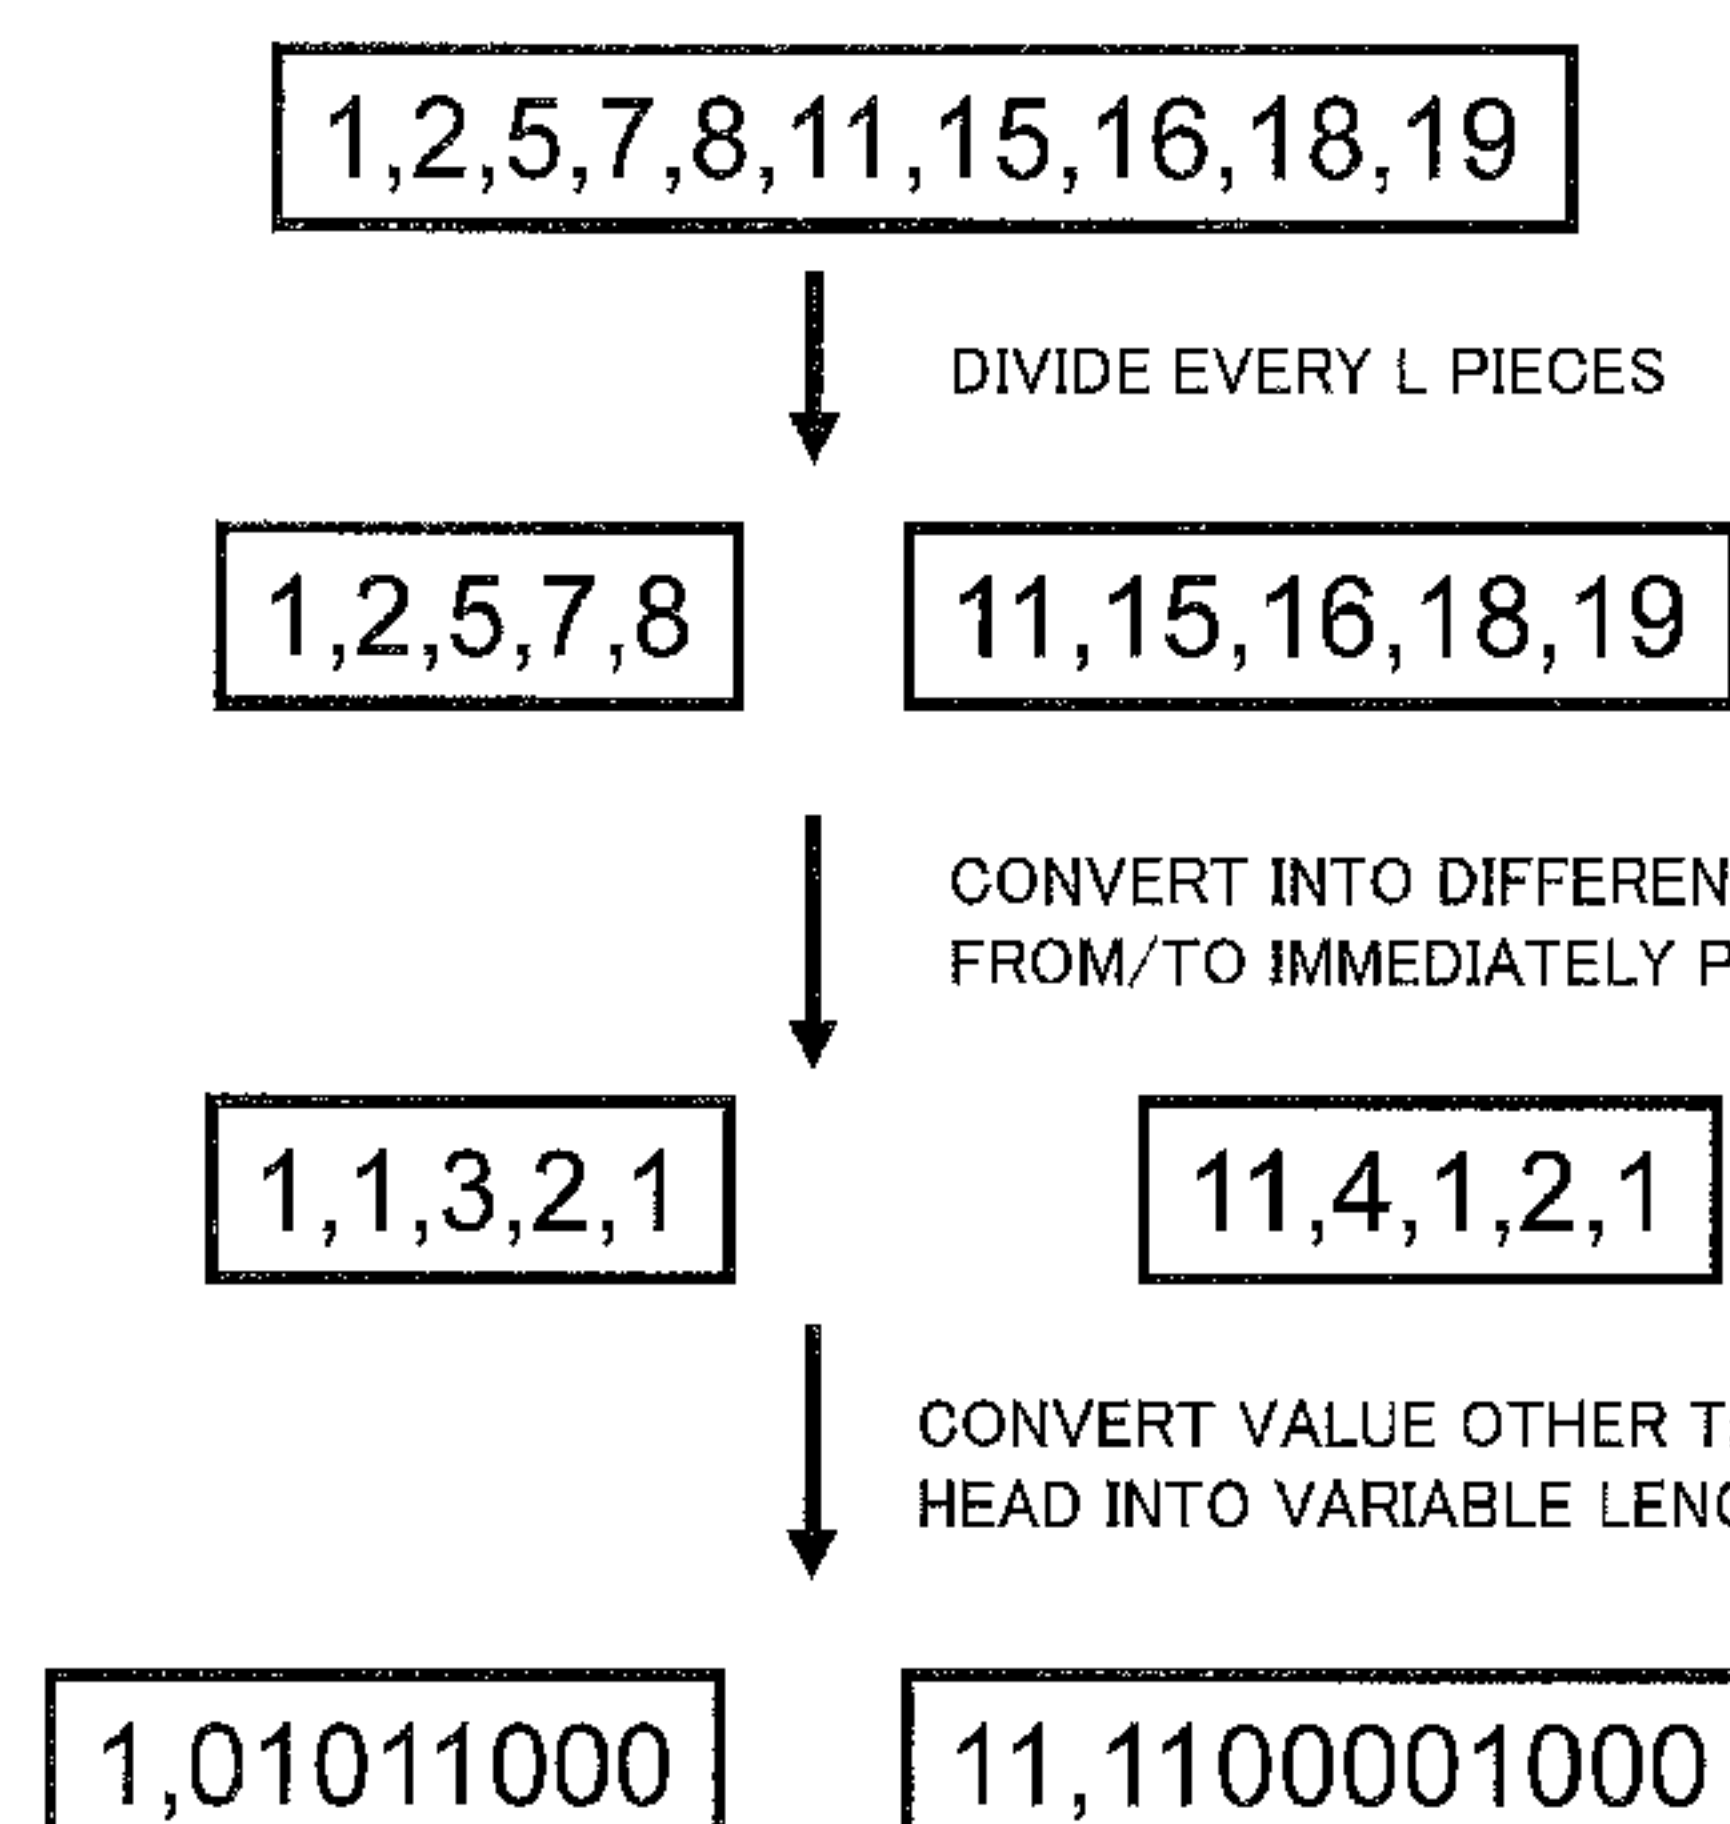 1,2,5,7,8,11,15,16,18,19
DIVIDE EVERY L PIECES
1,2,5,7,8
11,15,16,18,19
CONVERT INTO
FROM/TO IMMEDIATELY
1,1,3,2,1
11,4,1,2,1
CONVERT VALUE OTHER
HEAD INTO VARIABLE
1,01011000
11,1100001000